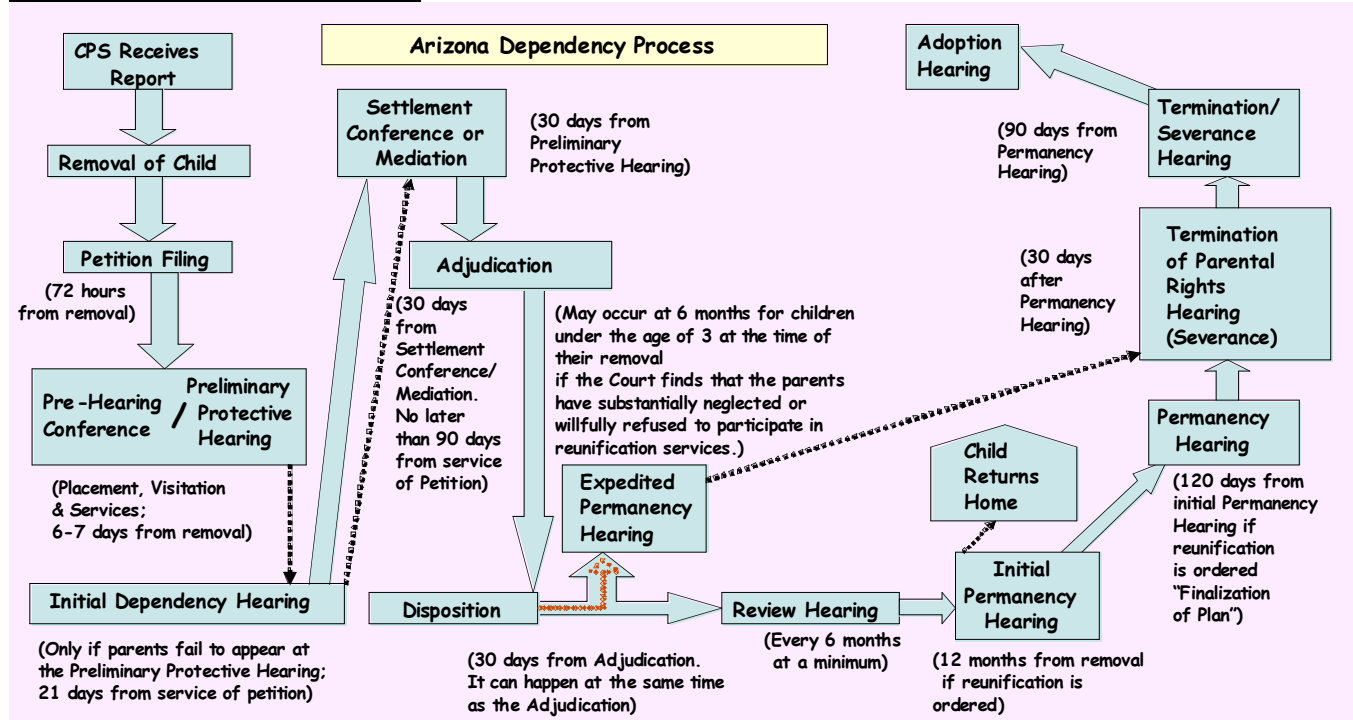 Arizona Dependency Process
CPS Receives
Report
Removal of Child
Petition Filing
(72 hours
from removal)
Pre-Hearing
Conference
/
Preliminary
Protective
Hearing
(Placement, Visitation
& Services;
6-7 days from removal)
Initial Dependency Hearing
(Only if parents fail to appear at
the Preliminary Protective Hearing;
21 days from service of petition)
Settlement
Conference or
Mediation
(30 days from
Preliminary
Protective Hearing)
Adjudication
(30 days
from
Settlement
Conference/
Mediation.
No later
than 90 days
from service
of Petition)
Disposition
(30 days from Adjudication.
It can happen at the same time
as the Adjudication)
(May occur at 6 months for children
under the age of 3 at the time of
their removal
if the Court finds that the parents
have substantially neglected or
willfully refused to participate in
reunification services.)
Expedited
Permanency
Hearing
Review Hearing
(Every 6 months
at a minimum)
Initial
Permanency
Hearing
(12 months from removal
if reunification is
ordered)
Child
Returns
Home
Permanency
Hearing
(120 days from
initial Permanency
Hearing if
reunification
is ordered
"Finalization
of Plan")
Termination
of Parental
Rights
Hearing
(Severance)
(30 days
after
Permanency
Hearing)
Termination/
Severance
Hearing
(90 days from
Permanency
Hearing)
Adoption
Hearing